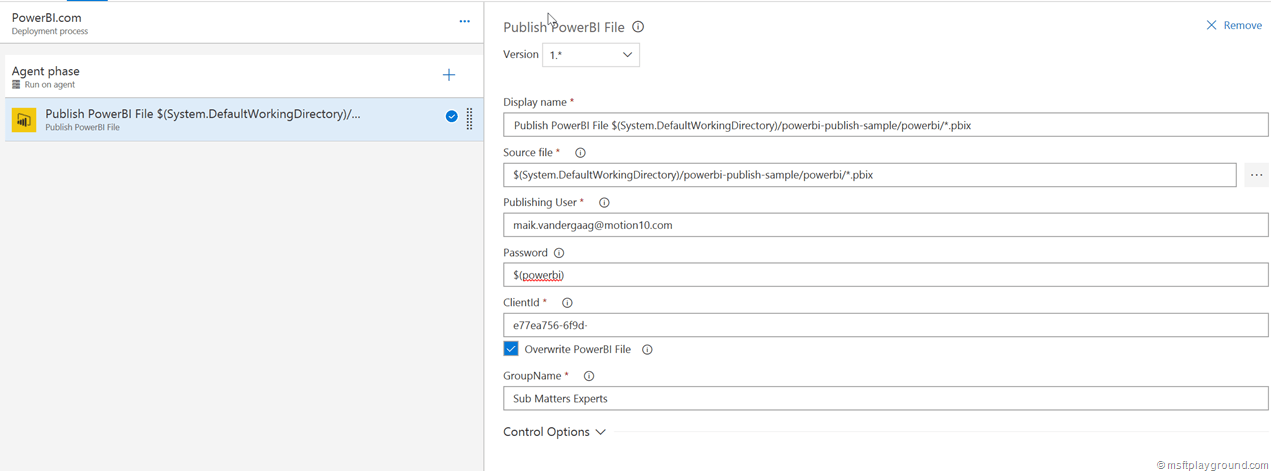 PowerBI.com
Deployment process
Agent phase
Run on agent
Publish PowerBI File $(System.DefaultWorkingDirectory)/...
Publish PowerBI File
Publish PowerBI File
Remove
Version 1.*
Display name *
Publish PowerBI File $(System.DefaultWorkingDirectory)/powerbi-publish-sample/powerbi/*.pbix
Source file *
$(System.DefaultWorkingDirectory)/powerbi-publish-sample/powerbi/*.pbix
Publishing User *
maik.vandergaag@motion10.com
Password
$(powerbi)
ClientId *
e77ea756-6f9d-
Overwrite PowerBI File
GroupName *
Sub Matters Experts
Control Options
© msftplayground.com